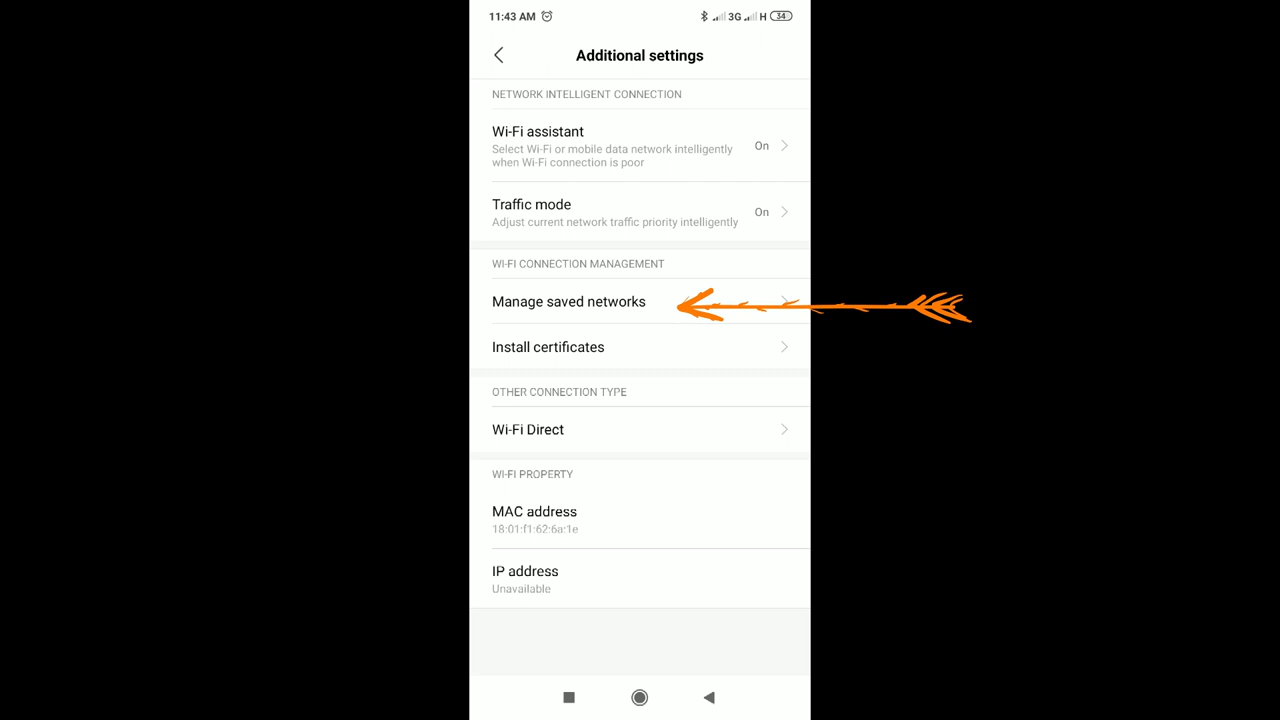 11:43 AM 3G H 34
Additional settings
NETWORK INTELLIGENT CONNECTION
Wi-Fi assistant
Select Wi-Fi or mobile data network intelligently
when Wi-Fi connection is poor
On
Traffic mode
Adjust current network traffic priority intelligently
On
WI-FI CONNECTION MANAGEMENT
Manage saved networks
Install certificates
OTHER CONNECTION TYPE
Wi-Fi Direct
WI-FI PROPERTY
MAC address
18:01:f1:62:6a:1e
IP address
Unavailable